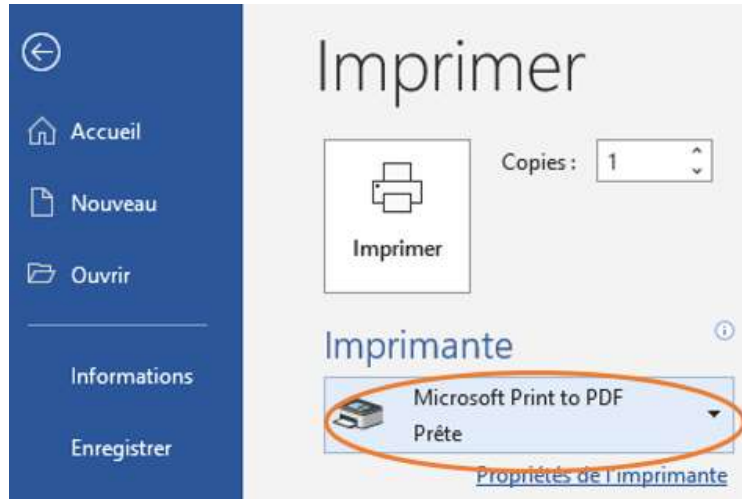 Accueil
Nouveau
Ouvrir
Informations
Enregistrer
Imprimer
Copies : 1
Imprimer
Imprimante
Microsoft Print to PDF
Prête
Propriétés de l'imprimante